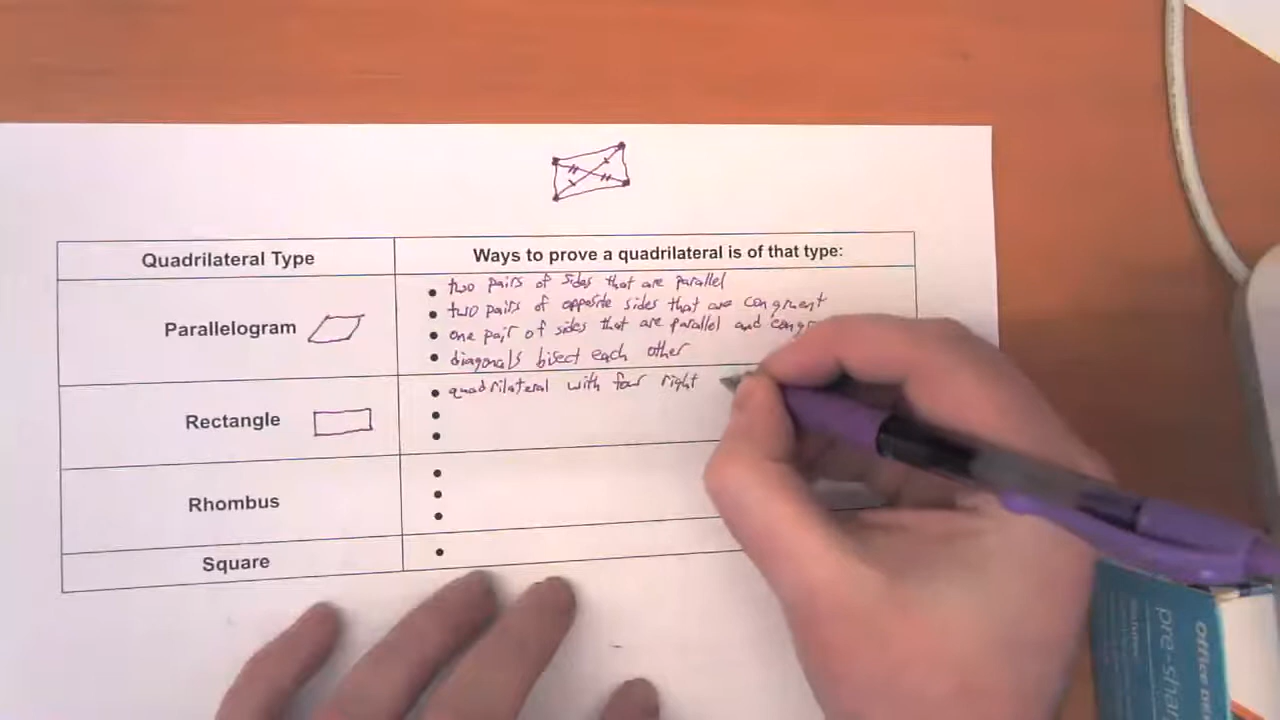 Quadrilateral Type
Ways to prove a quadrilateral is of that type:
Parallelogram
• two pairs of sides that are parallel
• two pairs of opposite sides that are congruent
• one pair of sides that are parallel and
• diagonals bisect each other
Rectangle
• quadrilateral with four right
•
•
Rhombus
•
•
•
Square
•
office
pre-sha